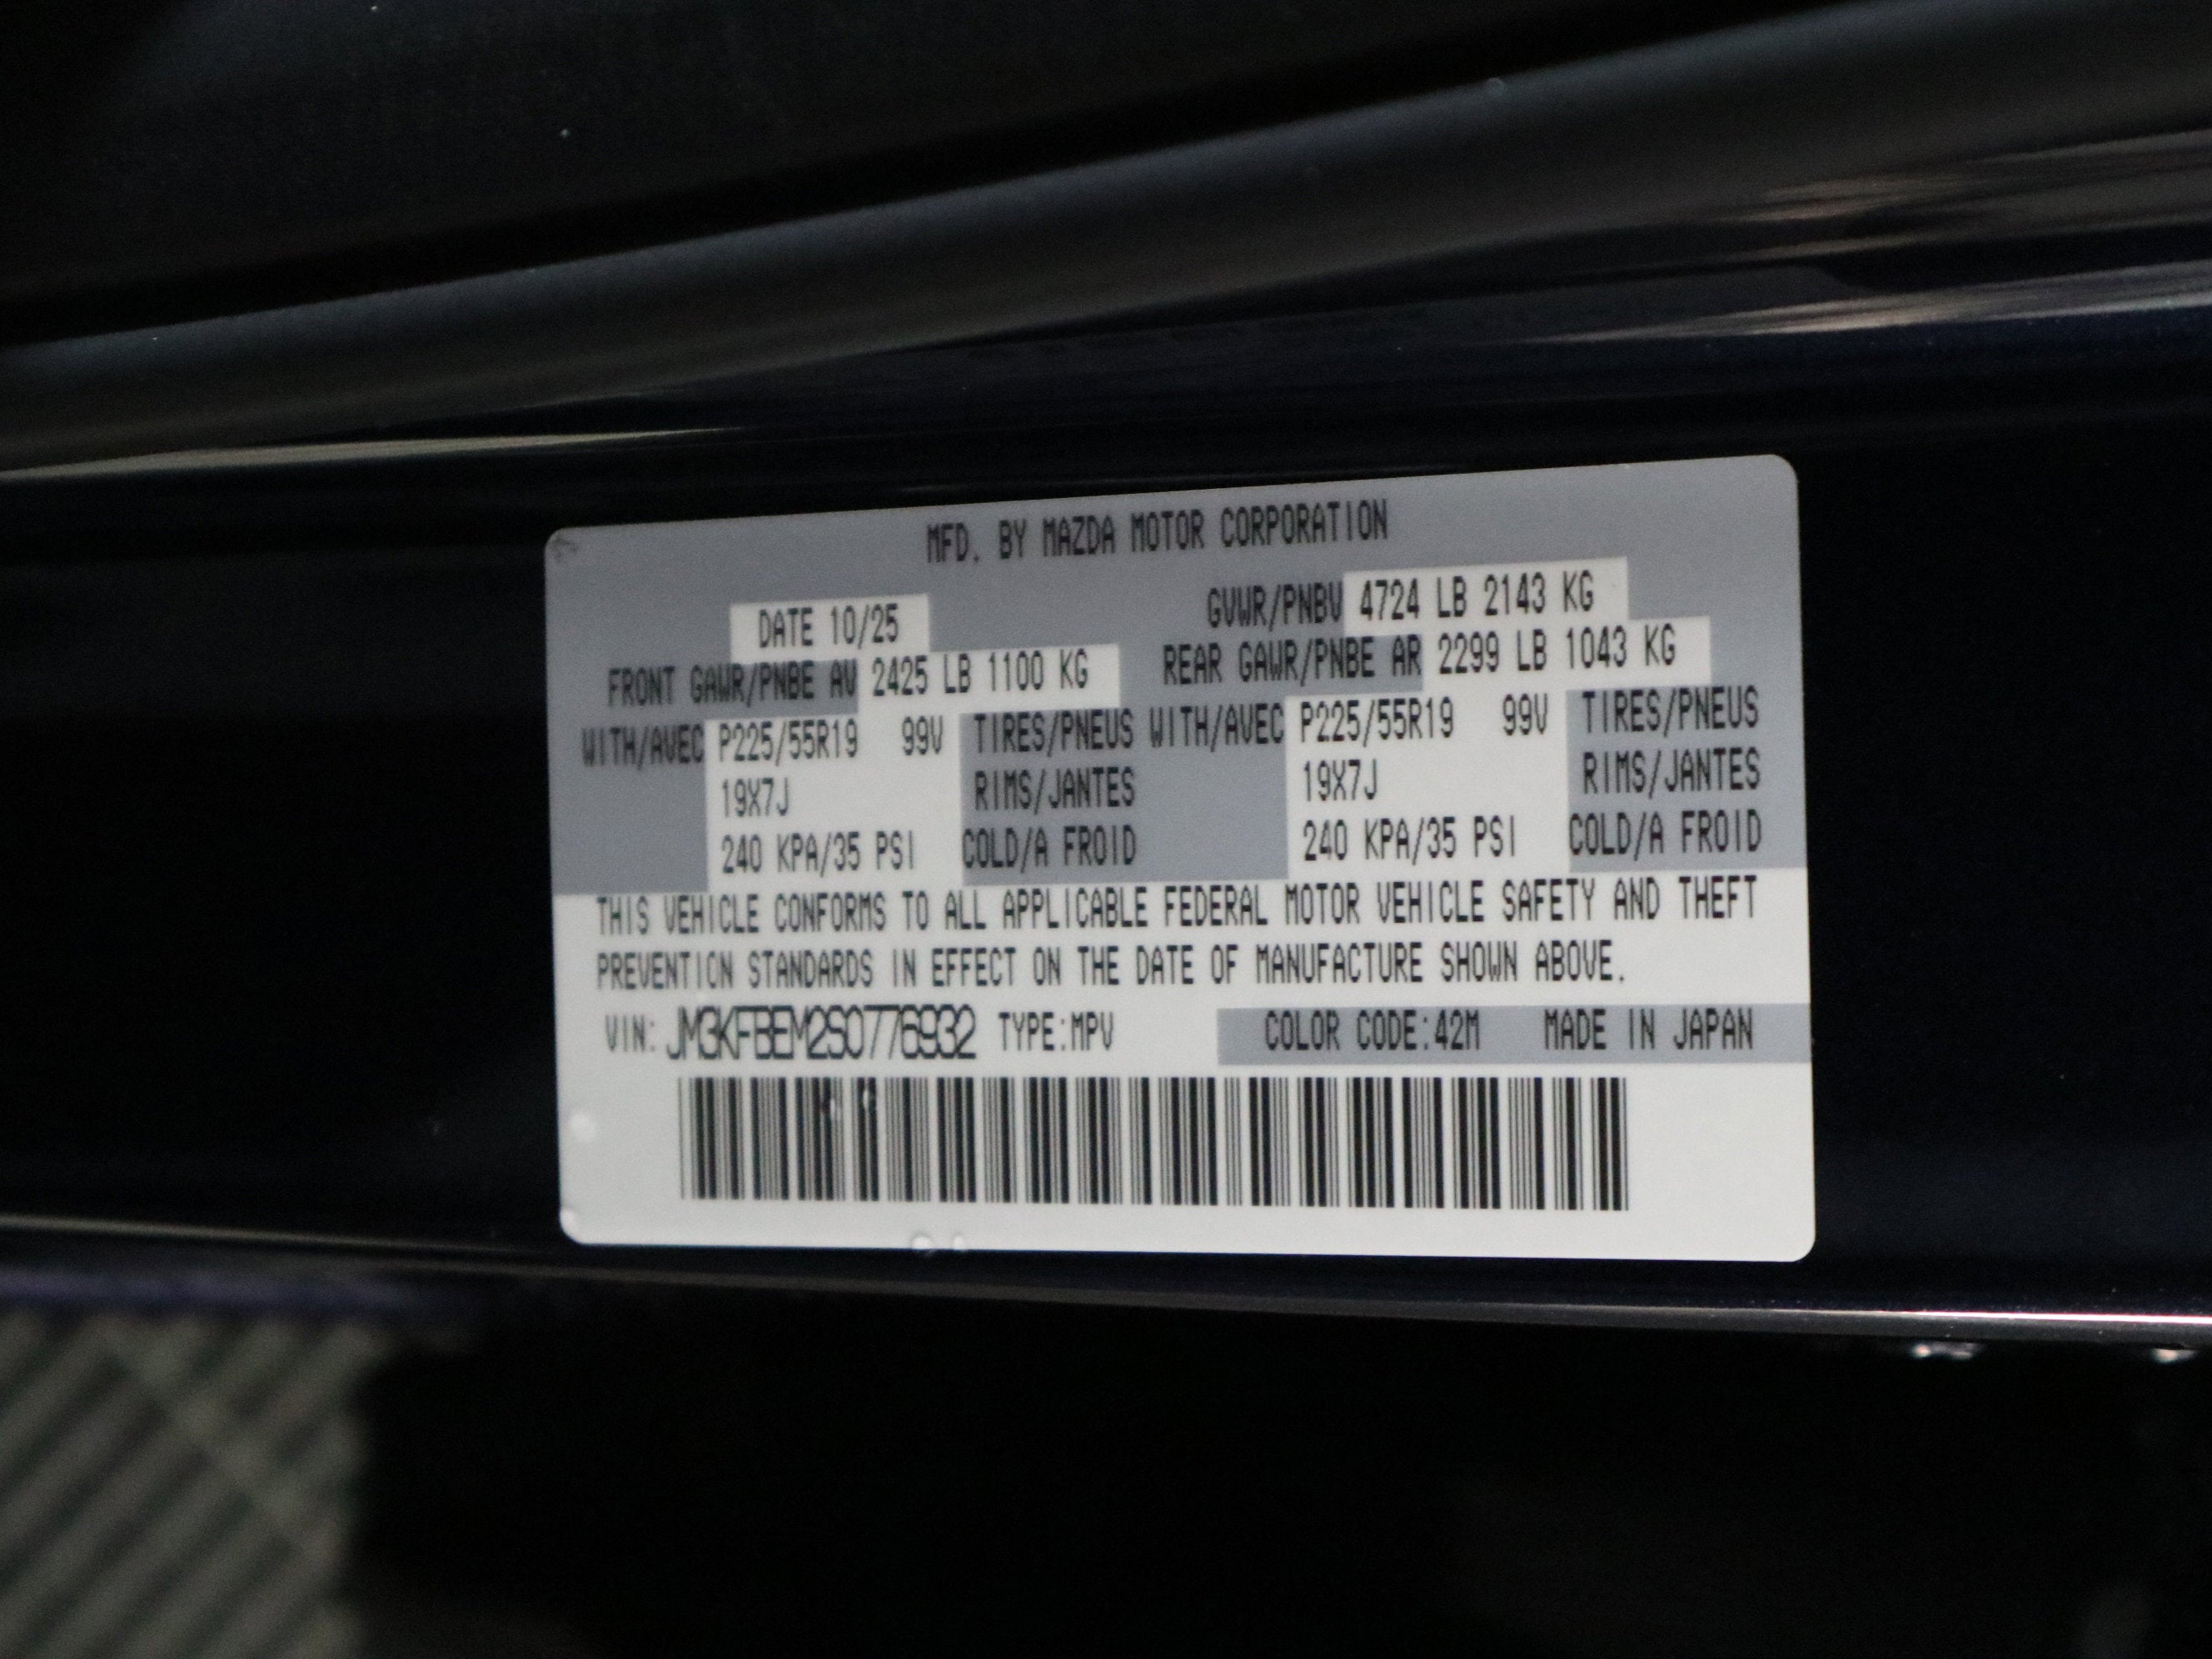 MFD. BY MAZDA MOTOR CORPORATION
DATE 10/25 GVWR/PNBV 4724 LB 2143 KG
FRONT GAWR/PNBE AV 2425 LB 1100 KG REAR GAWR/PNBE AR 2299 LB 1043 KG
WITH/AVEC P225/55R19 99V TIRES/PNEUS WITH/AVEC P225/55R19 99V TIRES/PNEUS
19X7J RIMS/JANTES 19X7J RIMS/JANTES
240 KPA/35 PSI COLD/A FROID 240 KPA/35 PSI COLD/A FROID
THIS VEHICLE CONFORMS TO ALL APPLICABLE FEDERAL MOTOR VEHICLE SAFETY AND THEFT
PREVENTION STANDARDS IN EFFECT ON THE DATE OF MANUFACTURE SHOWN ABOVE.
VIN: JM3KFBEM2S0776932 TYPE:MPV COLOR CODE:42M MADE IN JAPAN